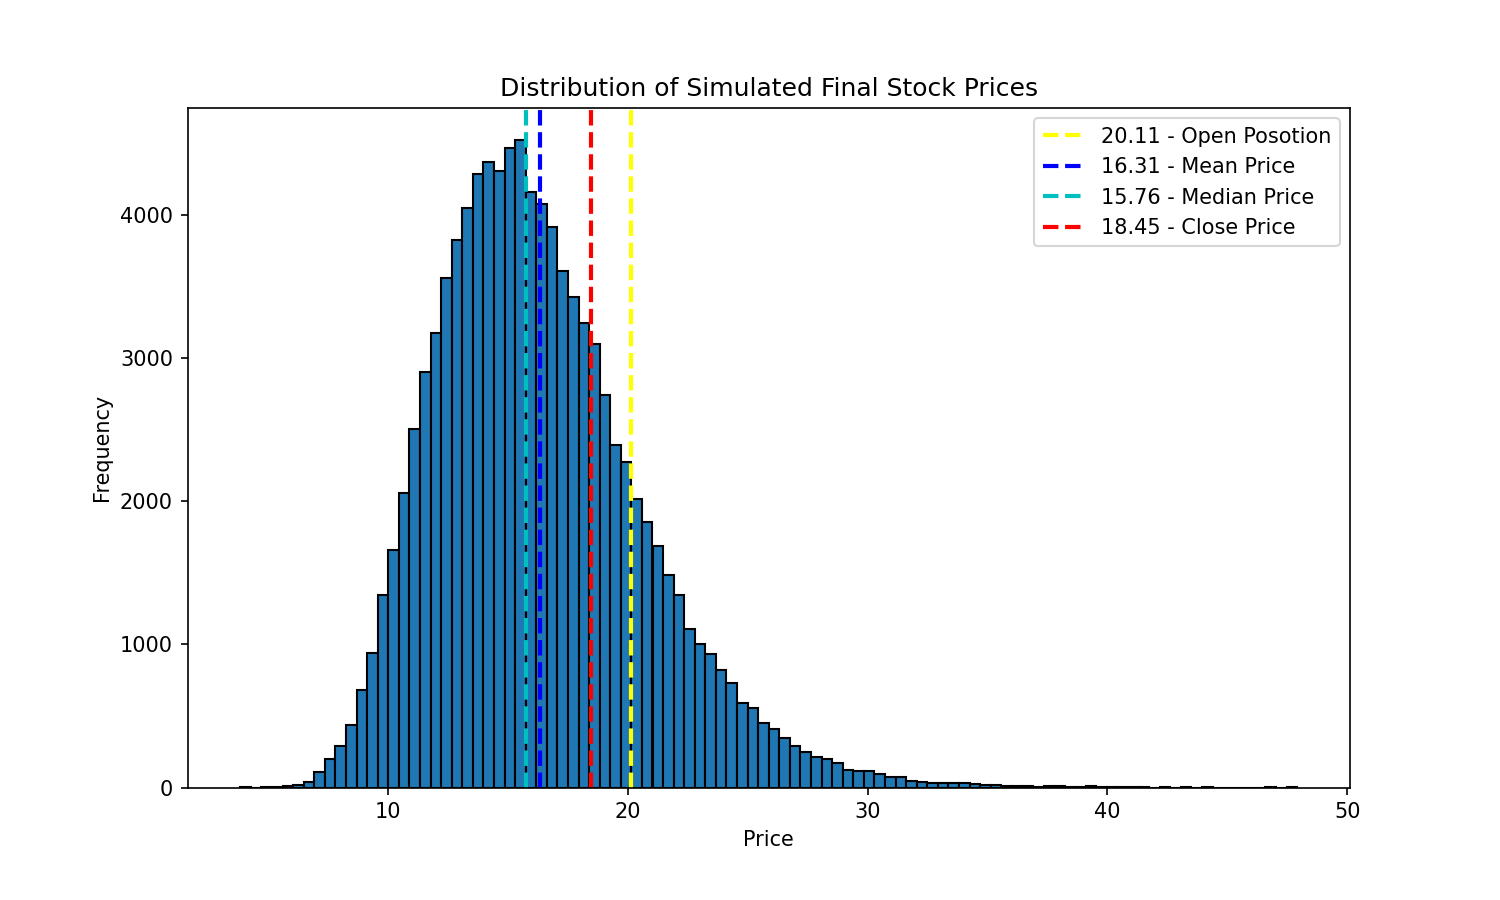 Distribution of Simulated Final Stock Prices
20.11 - Open Posotion
16.31 - Mean Price
15.76 - Median Price
18.45 - Close Price
Frequency
4000
3000
2000
1000
0
10 20 30 40 50
Price